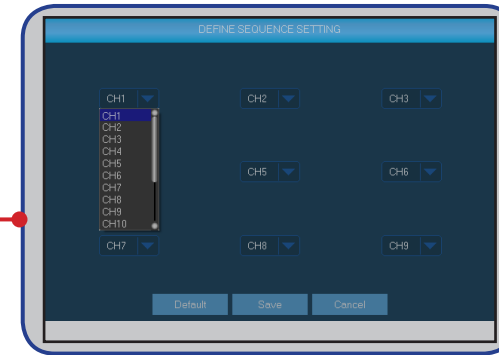 DEFINE SEQUENCE SETTING
CH1 CH2 CH3
CH1
CH2
CH3
CH4
CH5
CH6
CH7
CH8
CH9
CH10
CH5 CH6
CH7 CH8 CH9
Default Save Cancel